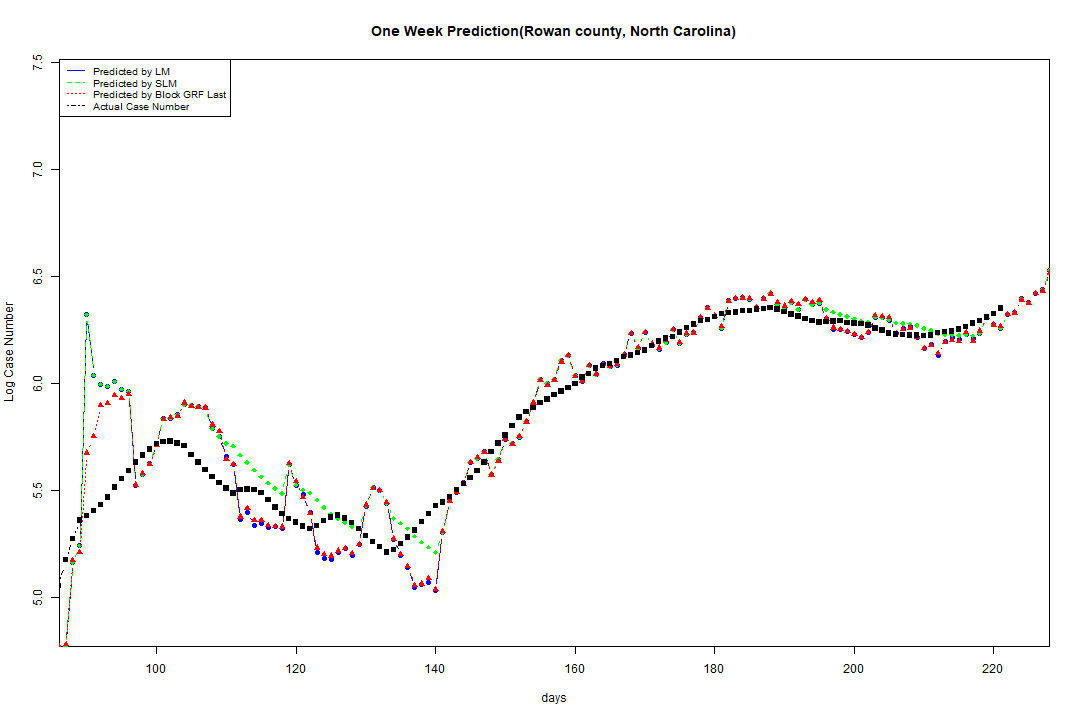 One Week Prediction(Rowan county, North Carolina)
Predicted by LM
Predicted by SLM
Predicted by Block GRF Last
Actual Case Number
Log Case Number
7.5
7.0
6.5
6.0
5.5
5.0
100 120 140 160 180 200 220
days